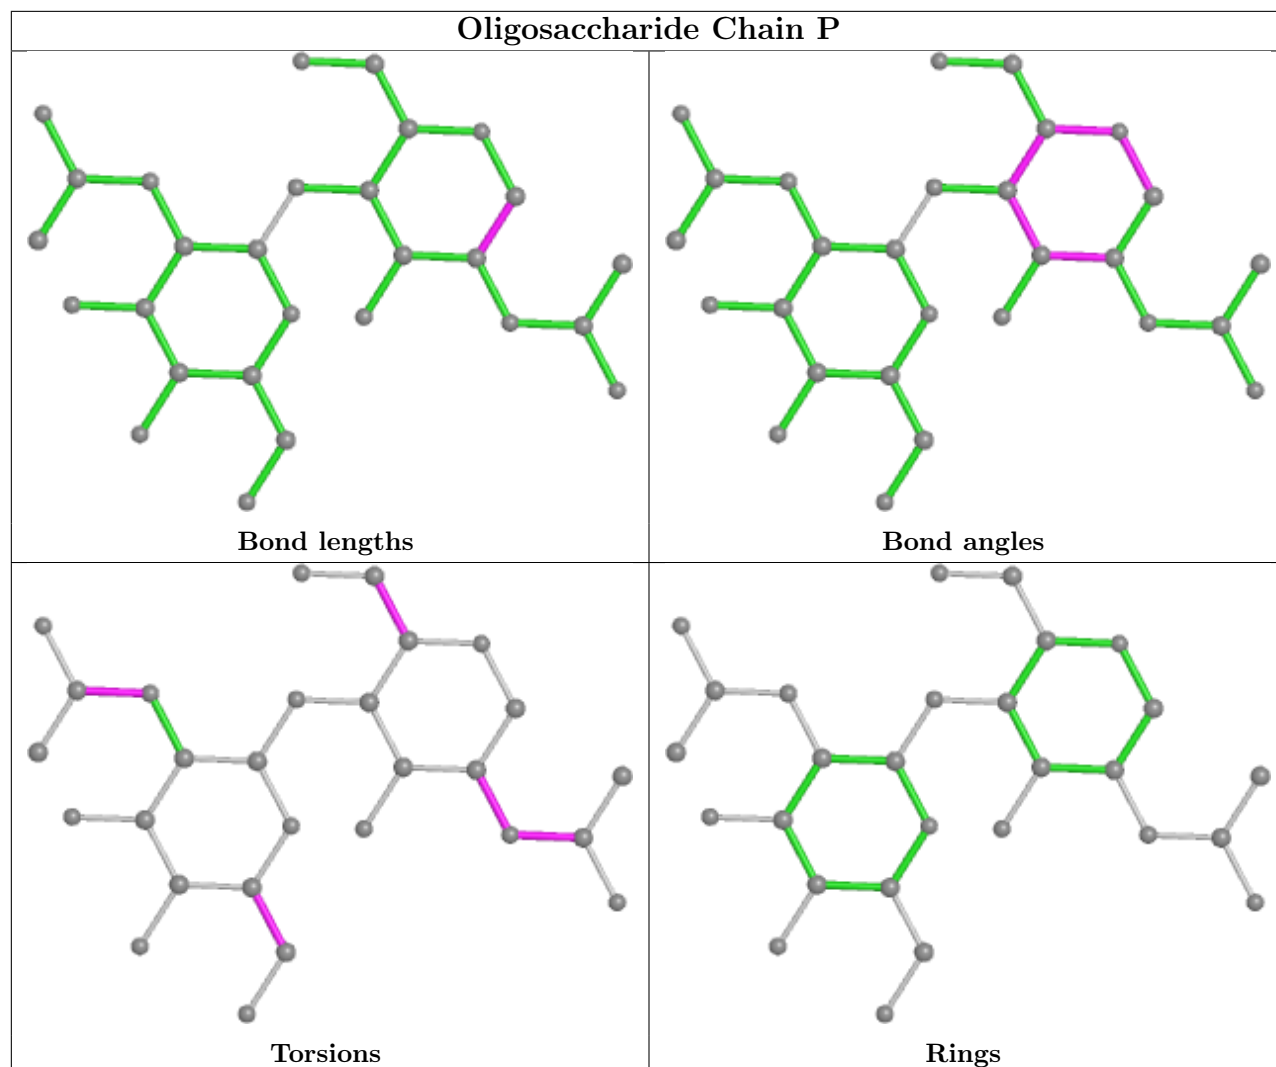 Oligosaccharide Chain P
Bond lengths
Bond angles
Torsions
Rings